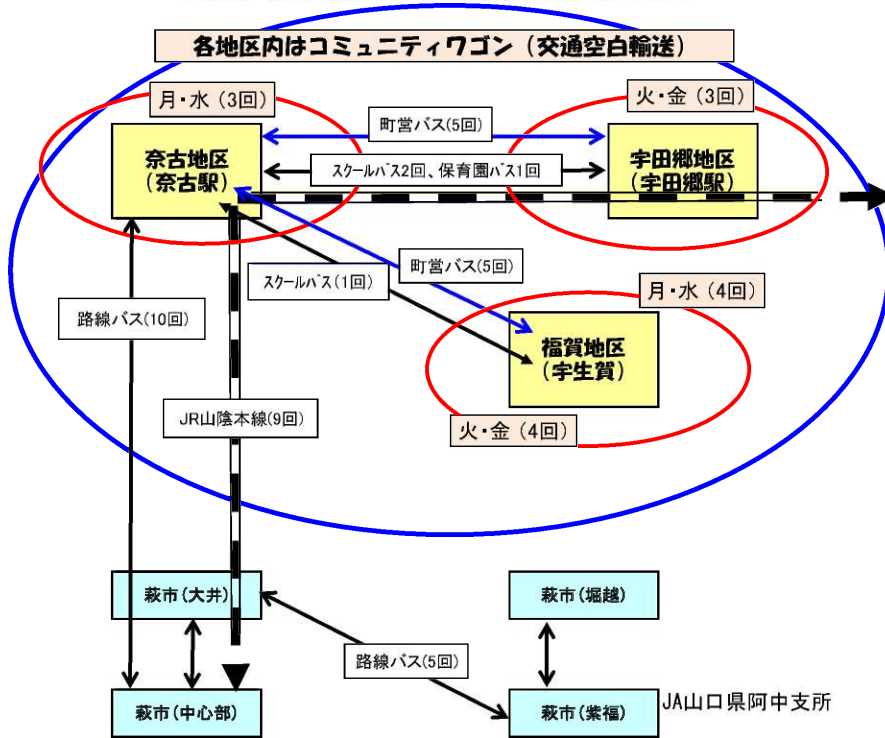 各地区内はコミュニティワゴン（交通空白輸送）
月・水（3回）
火・金（3回）
町営バス(5回)
奈古地区
(奈古駅)
宇田郷地区
(宇田郷駅)
スクールバス2回、保育園バス1回
町営バス(5回)
スクールバス(1回)
月・水（4回）
路線バス(10回)
福賀地区
(宇生賀)
JR山陰本線(9回)
火・金（4回）
萩市(大井)
萩市(堀越)
路線バス(5回)
萩市(中心部)
萩市(紫福)
JA山口県阿中支所